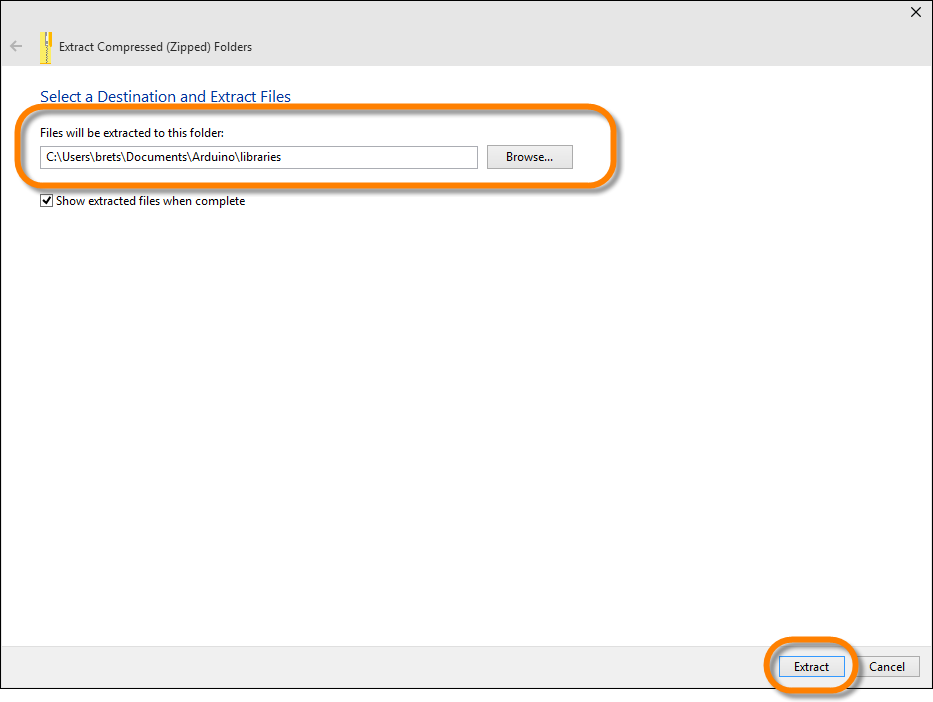 Extract Compressed (Zipped) Folders
Select a Destination and Extract Files
Files will be extracted to this folder:
C:\Users\brets\Documents\Arduino\libraries
Browse...
Show extracted files when complete
Extract
Cancel